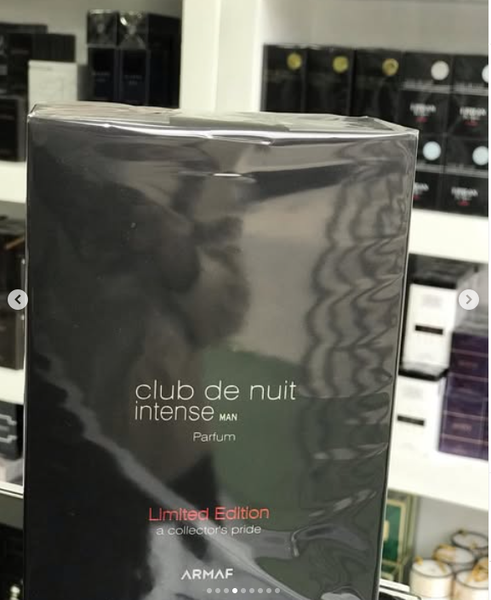 club de nuit
intense MAN
Parfum
Limited Edition
a collector's pride
ARMAF